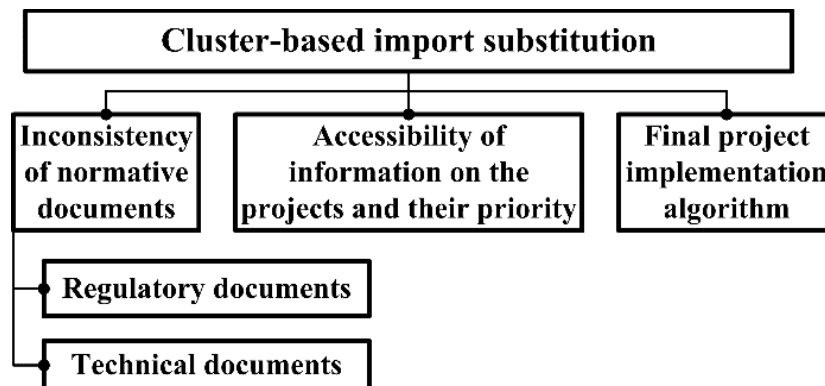 Cluster-based import substitution
Inconsistency
of normative
documents
Accessibility of
information on the
projects and their priority
Final project
implementation
algorithm
Regulatory documents
Technical documents